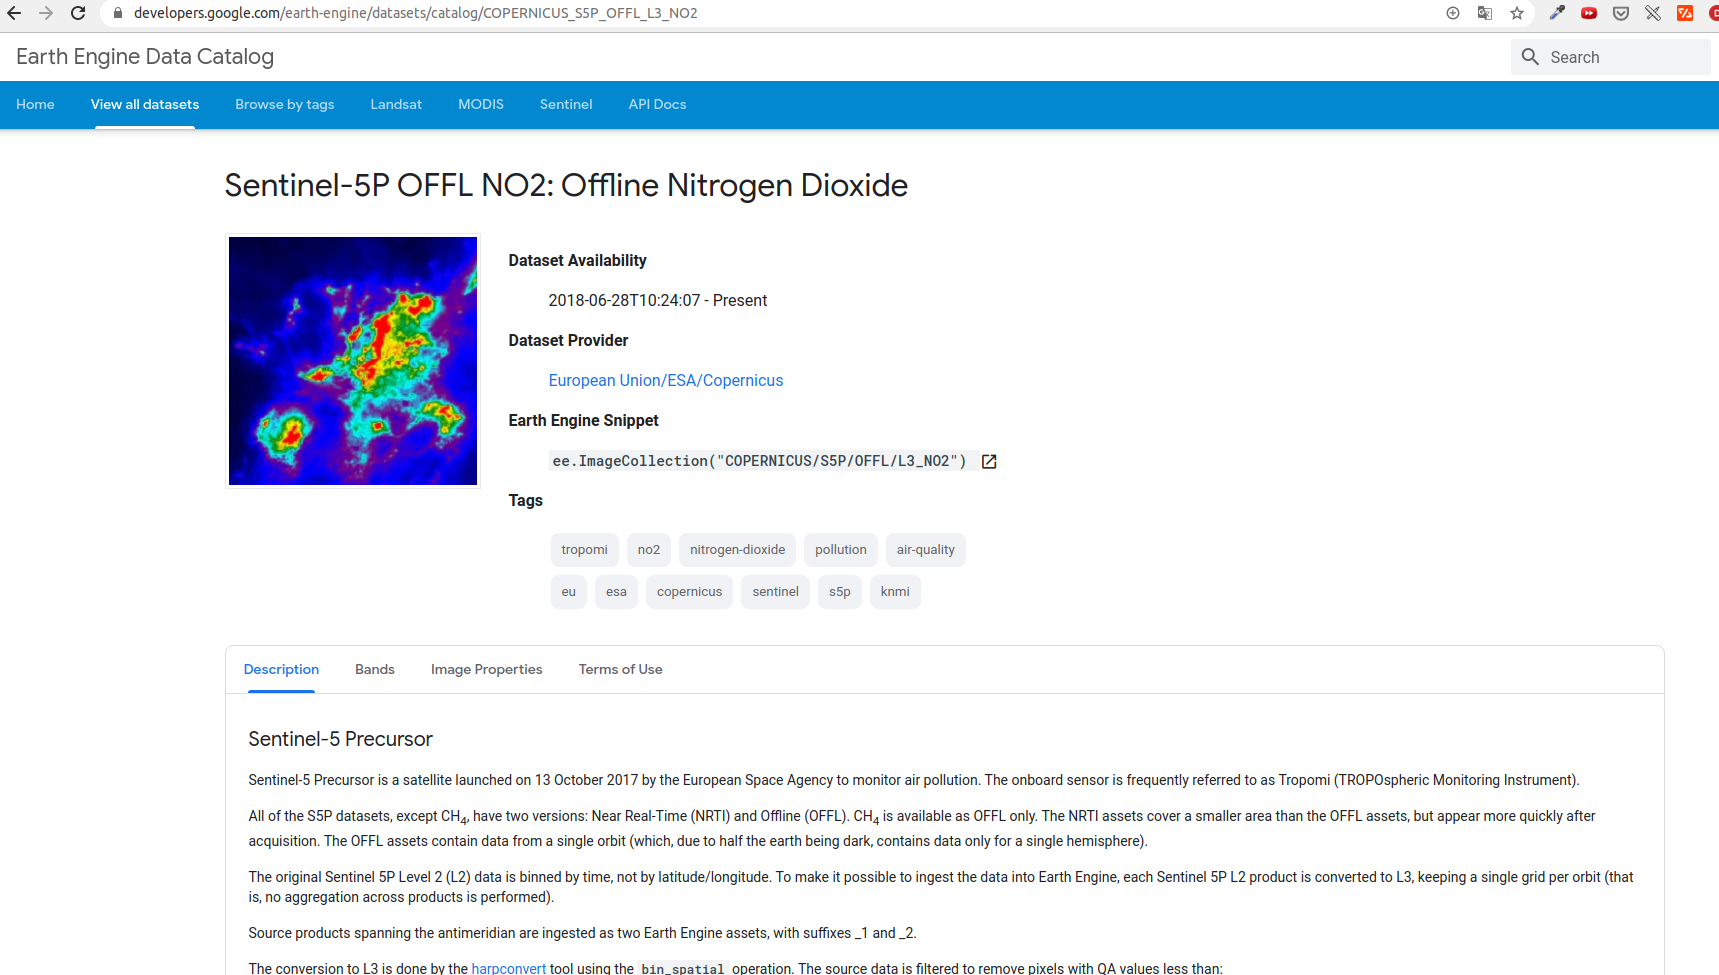 developers.google.com/earth-engine/datasets/catalog/COPERNICUS_S5P_OFFL_L3_NO2
Earth Engine Data Catalog
Search
Home View all datasets Browse by tags Landsat MODIS Sentinel API Docs
Sentinel-5P OFFL NO2: Offline Nitrogen Dioxide
Dataset Availability
2018-06-28T10:24:07 - Present
Dataset Provider
European Union/ESA/Copernicus
Earth Engine Snippet
ee.ImageCollection("COPERNICUS/S5P/OFFL/L3_NO2")
Tags
tropomi no2 nitrogen-dioxide pollution air-quality
eu esa copernicus sentinel s5p knmi
Description Bands Image Properties Terms of Use
Sentinel-5 Precursor
Sentinel-5 Precursor is a satellite launched on 13 October 2017 by the European Space Agency to monitor air pollution. The onboard sensor is frequently referred to as Tropomi (TROPOspheric Monitoring Instrument).
All of the S5P datasets, except CH4, have two versions: Near Real-Time (NRTI) and Offline (OFFL). CH4 is available as OFFL only. The NRTI assets cover a smaller area than the OFFL assets, but appear more quickly after
acquisition. The OFFL assets contain data from a single orbit (which, due to half the earth being dark, contains data only for a single hemisphere).
The original Sentinel 5P Level 2 (L2) data is binned by time, not by latitude/longitude. To make it possible to ingest the data into Earth Engine, each Sentinel 5P L2 product is converted to L3, keeping a single grid per orbit (that
is, no aggregation across products is performed).
Source products spanning the antimeridian are ingested as two Earth Engine assets, with suffixes _1 and _2.
The conversion to L3 is done by the harpconvert tool using the bin_spatial operation. The source data is filtered to remove pixels with QA values less than: